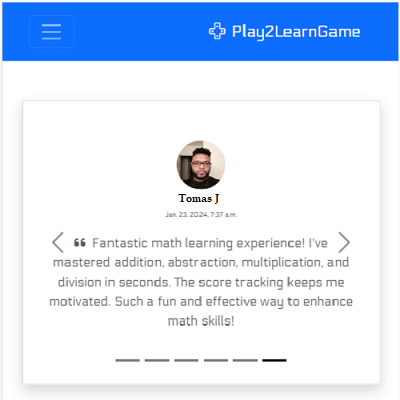 Play2LearnGame
Tomas J
Jan. 23, 2024, 7:37 a.m.
❝ Fantastic math learning experience! I've
mastered addition, abstraction, multiplication, and
division in seconds. The score tracking keeps me
motivated. Such a fun and effective way to enhance
math skills!